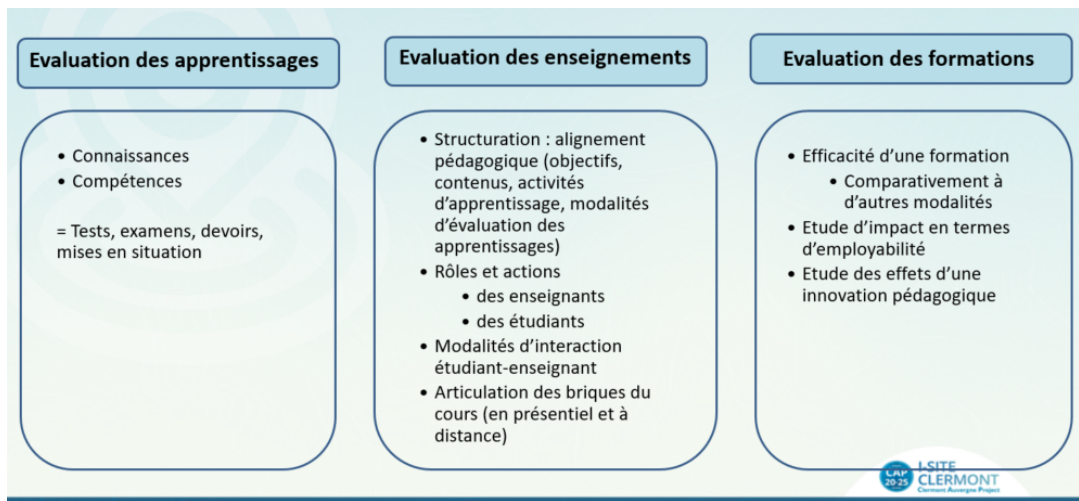 Evaluation des apprentissages
• Connaissances
• Compétences
= Tests, examens, devoirs,
mises en situation
Evaluation des enseignements
• Structuration : alignement
pédagogique (objectifs,
contenus, activités
d’apprentissage, modalités
d’évaluation des
apprentissages)
• Rôles et actions
• des enseignants
• des étudiants
• Modalités d’interaction
étudiant-enseignant
• Articulation des briques du
cours (en présentiel et à
distance)
Evaluation des formations
• Efficacité d’une formation
• Comparativement à
d’autres modalités
• Etude d’impact en termes
d’employabilité
• Etude des effets d’une
innovation pédagogique
CAP
20-25
I-SITE
CLERMONT
Clermont Auvergne Project